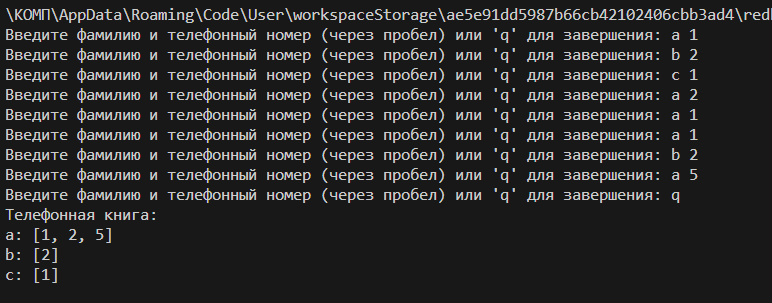 \КОМП\AppData\Roaming\Code\User\workspaceStorage\ae5e91dd5987b66cb42102406cbb3ad4\redh
Введите фамилию и телефонный номер (через пробел) или 'q' для завершения: a 1
Введите фамилию и телефонный номер (через пробел) или 'q' для завершения: b 2
Введите фамилию и телефонный номер (через пробел) или 'q' для завершения: c 1
Введите фамилию и телефонный номер (через пробел) или 'q' для завершения: a 2
Введите фамилию и телефонный номер (через пробел) или 'q' для завершения: a 1
Введите фамилию и телефонный номер (через пробел) или 'q' для завершения: a 1
Введите фамилию и телефонный номер (через пробел) или 'q' для завершения: b 2
Введите фамилию и телефонный номер (через пробел) или 'q' для завершения: a 5
Введите фамилию и телефонный номер (через пробел) или 'q' для завершения: q
Телефонная книга:
a: [1, 2, 5]
b: [2]
c: [1]